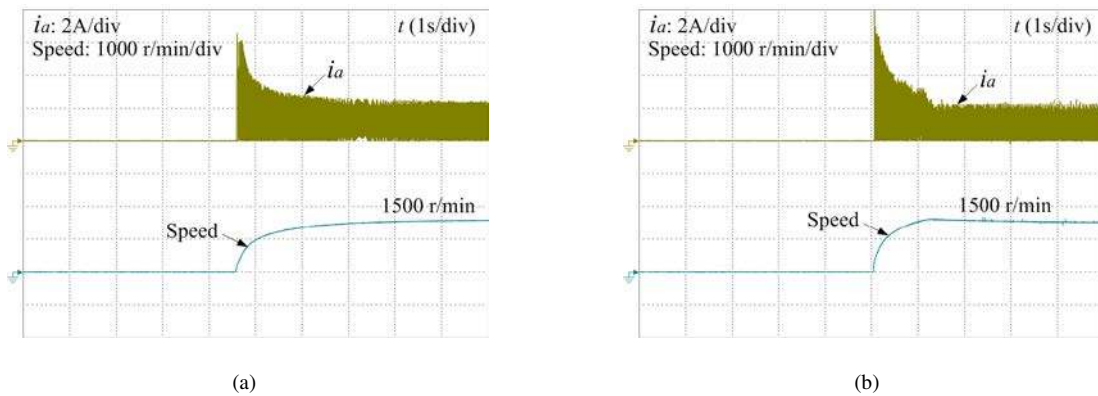 ia: 2A/div
t (1s/div)
Speed: 1000 r/min/div
ia
1500 r/min
Speed
(a)
ia: 2A/div
t (1s/div)
Speed: 1000 r/min/div
ia
1500 r/min
Speed
(b)